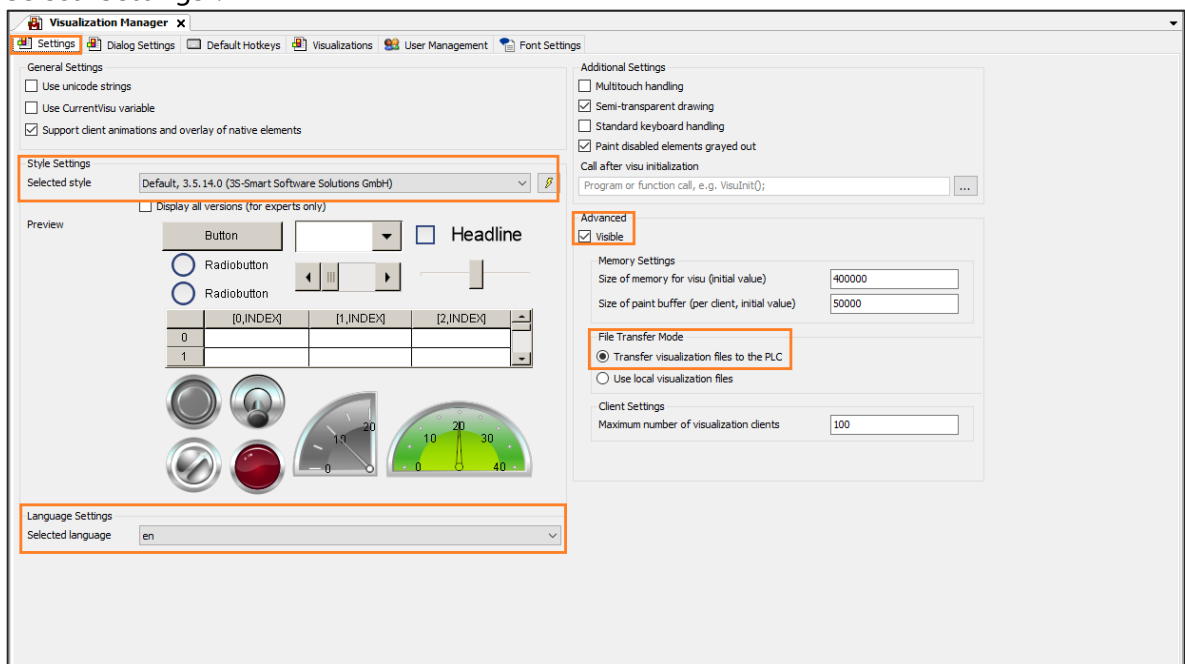 Visualization Manager X
Settings Dialog Settings Default Hotkeys Visualizations User Management Font Settings
General Settings
Use unicode strings
Use CurrentVisu variable
Support client animations and overlay of native elements
Style Settings
Selected style Default, 3.5.14.0 (3S-Smart Software Solutions GmbH)
Display all versions (for experts only)
Preview
Button Headline
Radiobutton
Radiobutton
[0,INDEX] [1,INDEX] [2,INDEX]
0
1
0 10 20
0 10 20 30 40
Language Settings
Selected language en
Additional Settings
Multitouch handling
Semi-transparent drawing
Standard keyboard handling
Paint disabled elements grayed out
Call after visu initialization
Program or function call, e.g. VisuInit(); ...
Advanced
Visible
Memory Settings
Size of memory for visu (initial value) 400000
Size of paint buffer (per client, initial value) 50000
File Transfer Mode
Transfer visualization files to the PLC
Use local visualization files
Client Settings
Maximum number of visualization clients 100